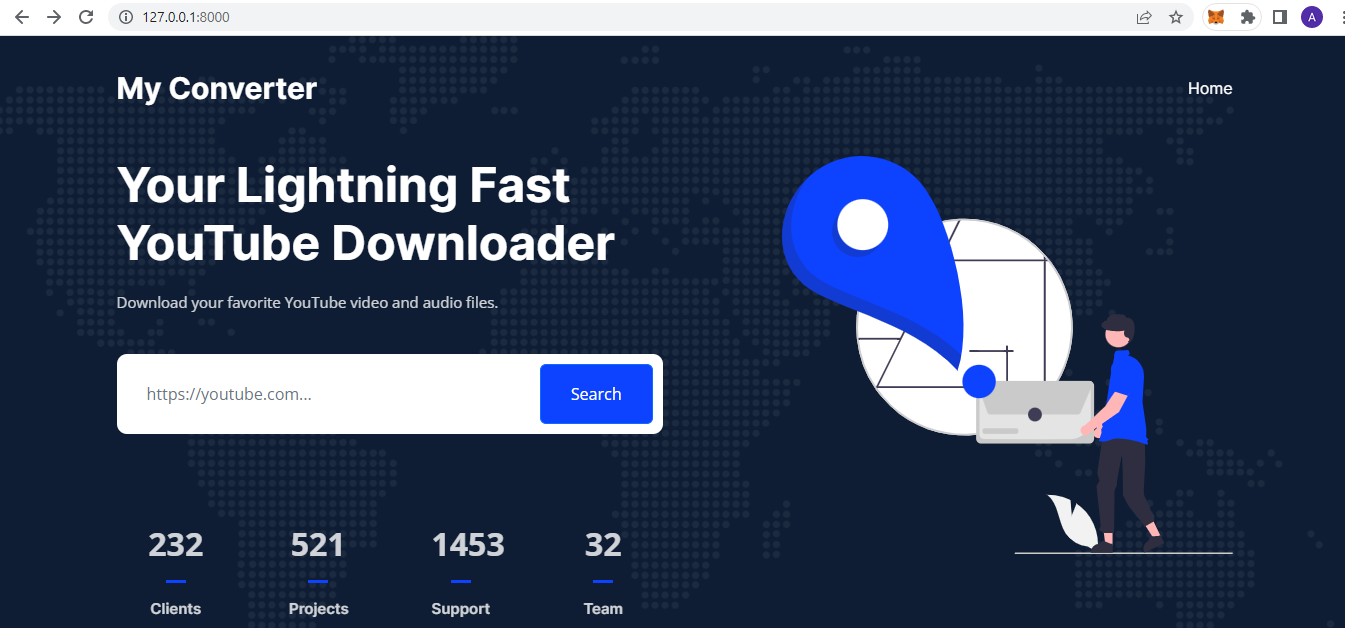 127.0.0.1:8000
A
My Converter
Home
Your Lightning Fast
YouTube Downloader
Download your favorite YouTube video and audio files.
https://youtube.com...
Search
232
521
1453
32
Clients
Projects
Support
Team